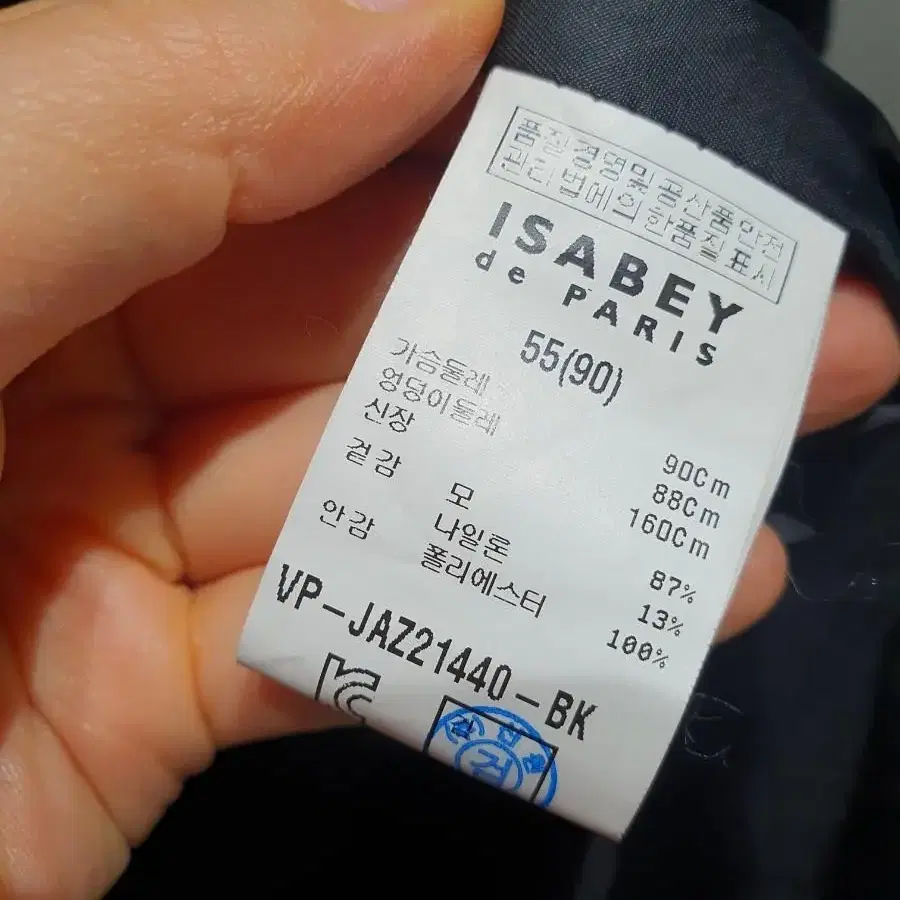 품질경영및공산품안전
관리법에의한품질표시
ISABEY
de PARIS
55(90)
가슴둘레 90Cm
엉덩이둘레 88Cm
신장 160Cm
겉감 모 87%
나일론 13%
안감 폴리에스터 100%
VP-JAZ21440-BK
검